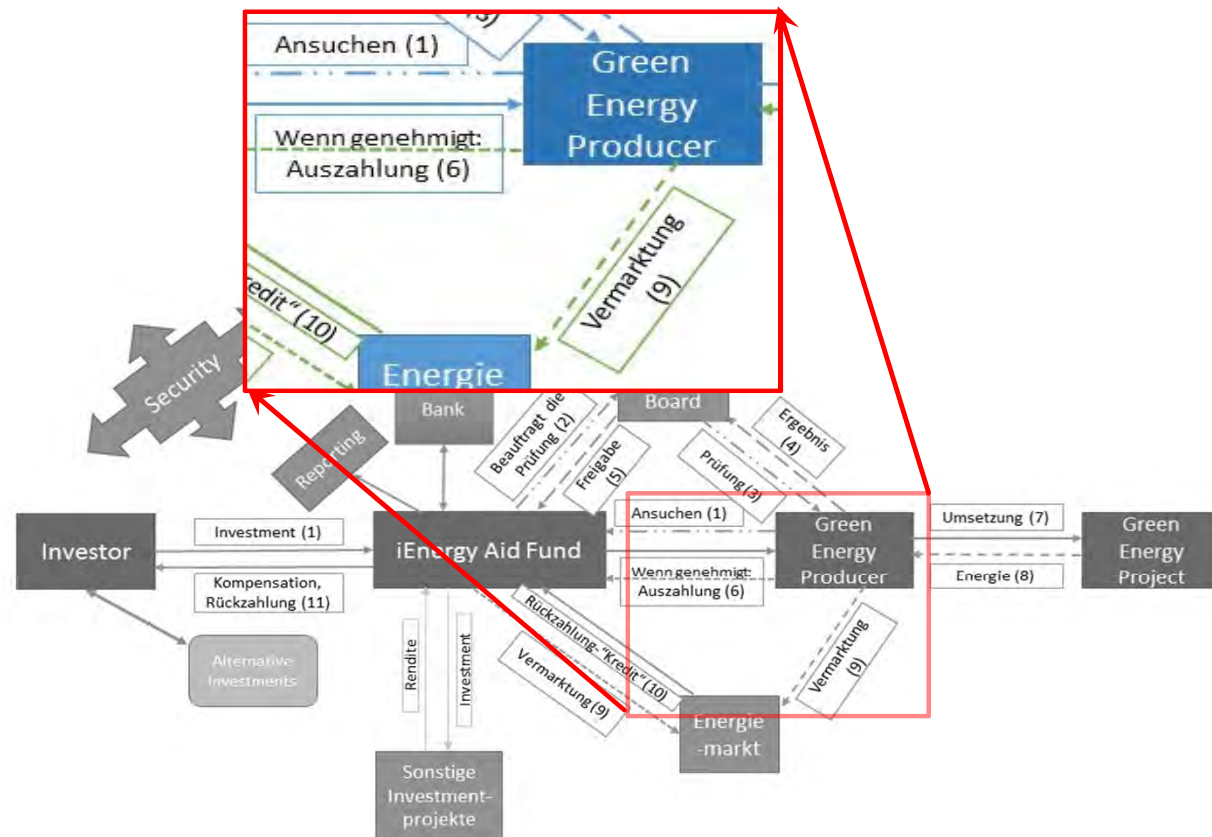 (3)
Ansuchen (1)
Green
Energy
Producer
Wenn genehmigt:
Auszahlung (6)
Vermarktung
(9)
redit“ (10)
Energie
Security
Bank
Board
Reporting
Beauftragt die
Prüfung (2)
Freigabe
(5)
Prüfung (3)
Ergebnis
(4)
Investor
Investment (1)
Kompensation,
Rückzahlung (11)
iEnergy Aid Fund
Ansuchen (1)
Wenn genehmigt:
Auszahlung (6)
Green
Energy
Producer
Umsetzung (7)
Energie (8)
Green
Energy
Project
Alternative
Investments
Rendite
Investment
Rückzahlung- “Kredit“ (10)
Vermarktung (9)
Vermarktung
(9)
Energie
-markt
Sonstige
Investment-
projekte